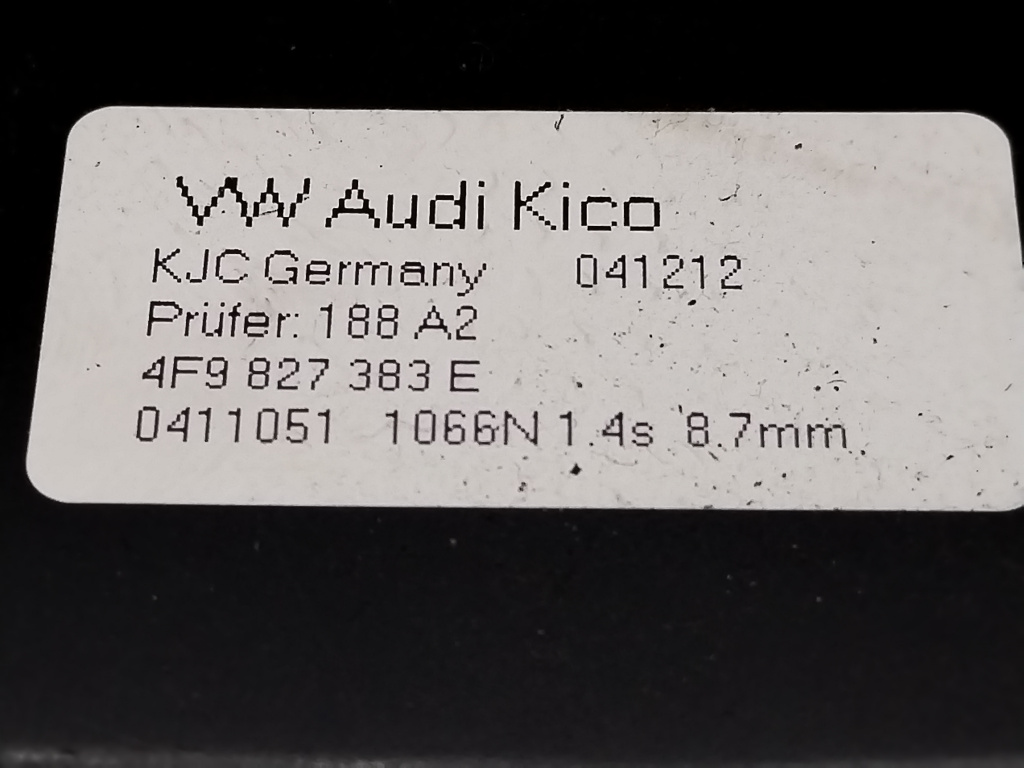 VW Audi Kico
KJC Germany 041212
Prüfer: 188 A2
4F9 827 383 E
0411051 1066N 1.4s 8.7mm